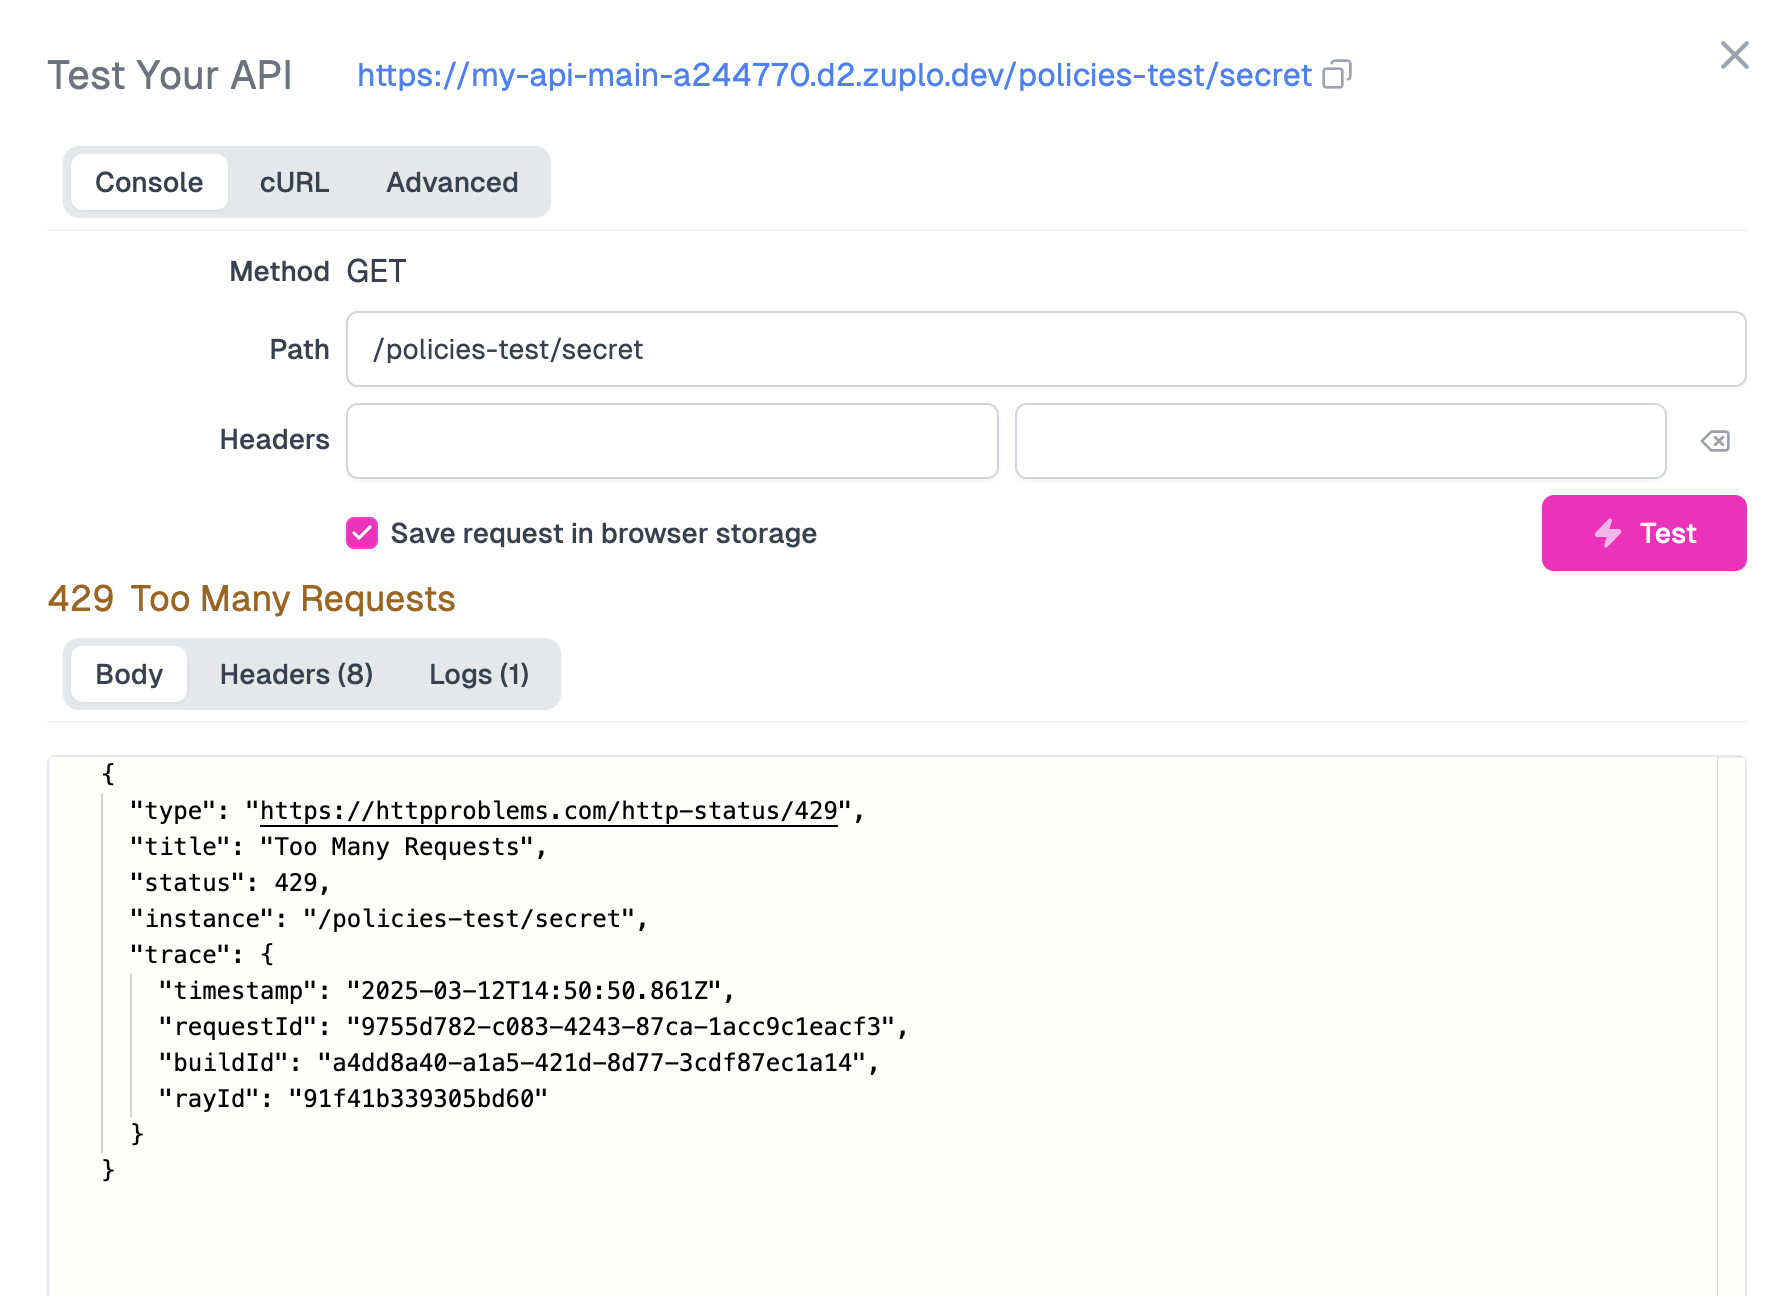 Test Your API https://my-api-main-a244770.d2.zuplo.dev/policies-test/secret
Console cURL Advanced
Method GET
Path /policies-test/secret
Headers
Save request in browser storage
Test
429 Too Many Requests
Body Headers (8) Logs (1)
{
  "type": "https://httpproblems.com/http-status/429",
  "title": "Too Many Requests",
  "status": 429,
  "instance": "/policies-test/secret",
  "trace": {
    "timestamp": "2025-03-12T14:50:50.861Z",
    "requestId": "9755d782-c083-4243-87ca-1acc9c1eacf3",
    "buildId": "a4dd8a40-a1a5-421d-8d77-3cdf87ec1a14",
    "rayId": "91f41b339305bd60"
  }
}